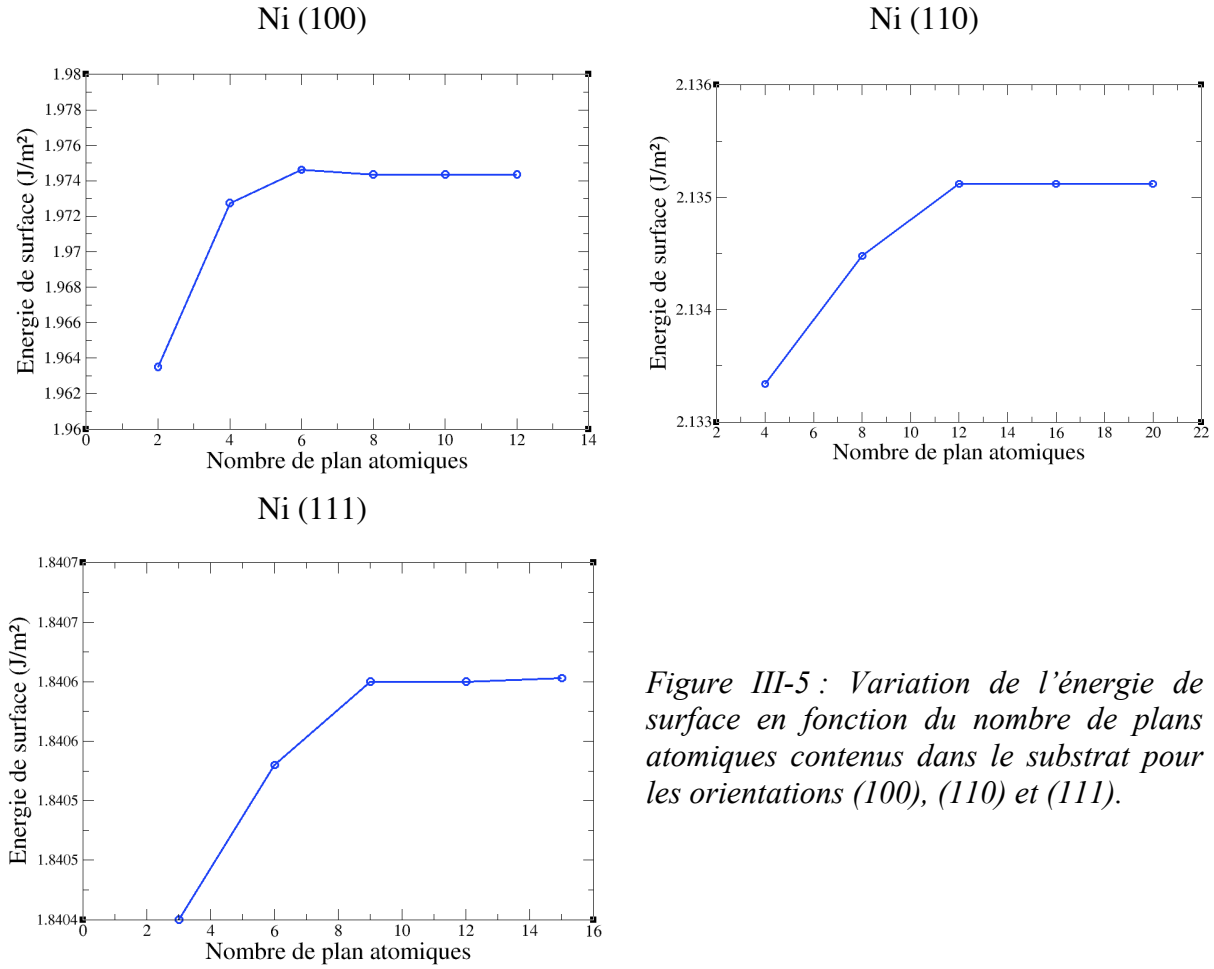 Ni (100)
1.98
1.978
1.976
1.974
1.972
1.97
1.968
1.966
1.964
1.962
1.96
Energie de surface (J/m²)
0 2 4 6 8 10 12 14
Nombre de plan atomiques
Ni (110)
2.136
2.135
2.134
2.133
Energie de surface (J/m²)
2 4 6 8 10 12 14 16 18 20 22
Nombre de plan atomiques
Ni (111)
1.8407
1.8407
1.8406
1.8406
1.8405
1.8405
1.8404
Energie de surface (J/m²)
0 2 4 6 8 10 12 14 16
Nombre de plan atomiques
Figure III-5 : Variation de l’énergie de
surface en fonction du nombre de plans
atomiques contenus dans le substrat pour
les orientations (100), (110) et (111).